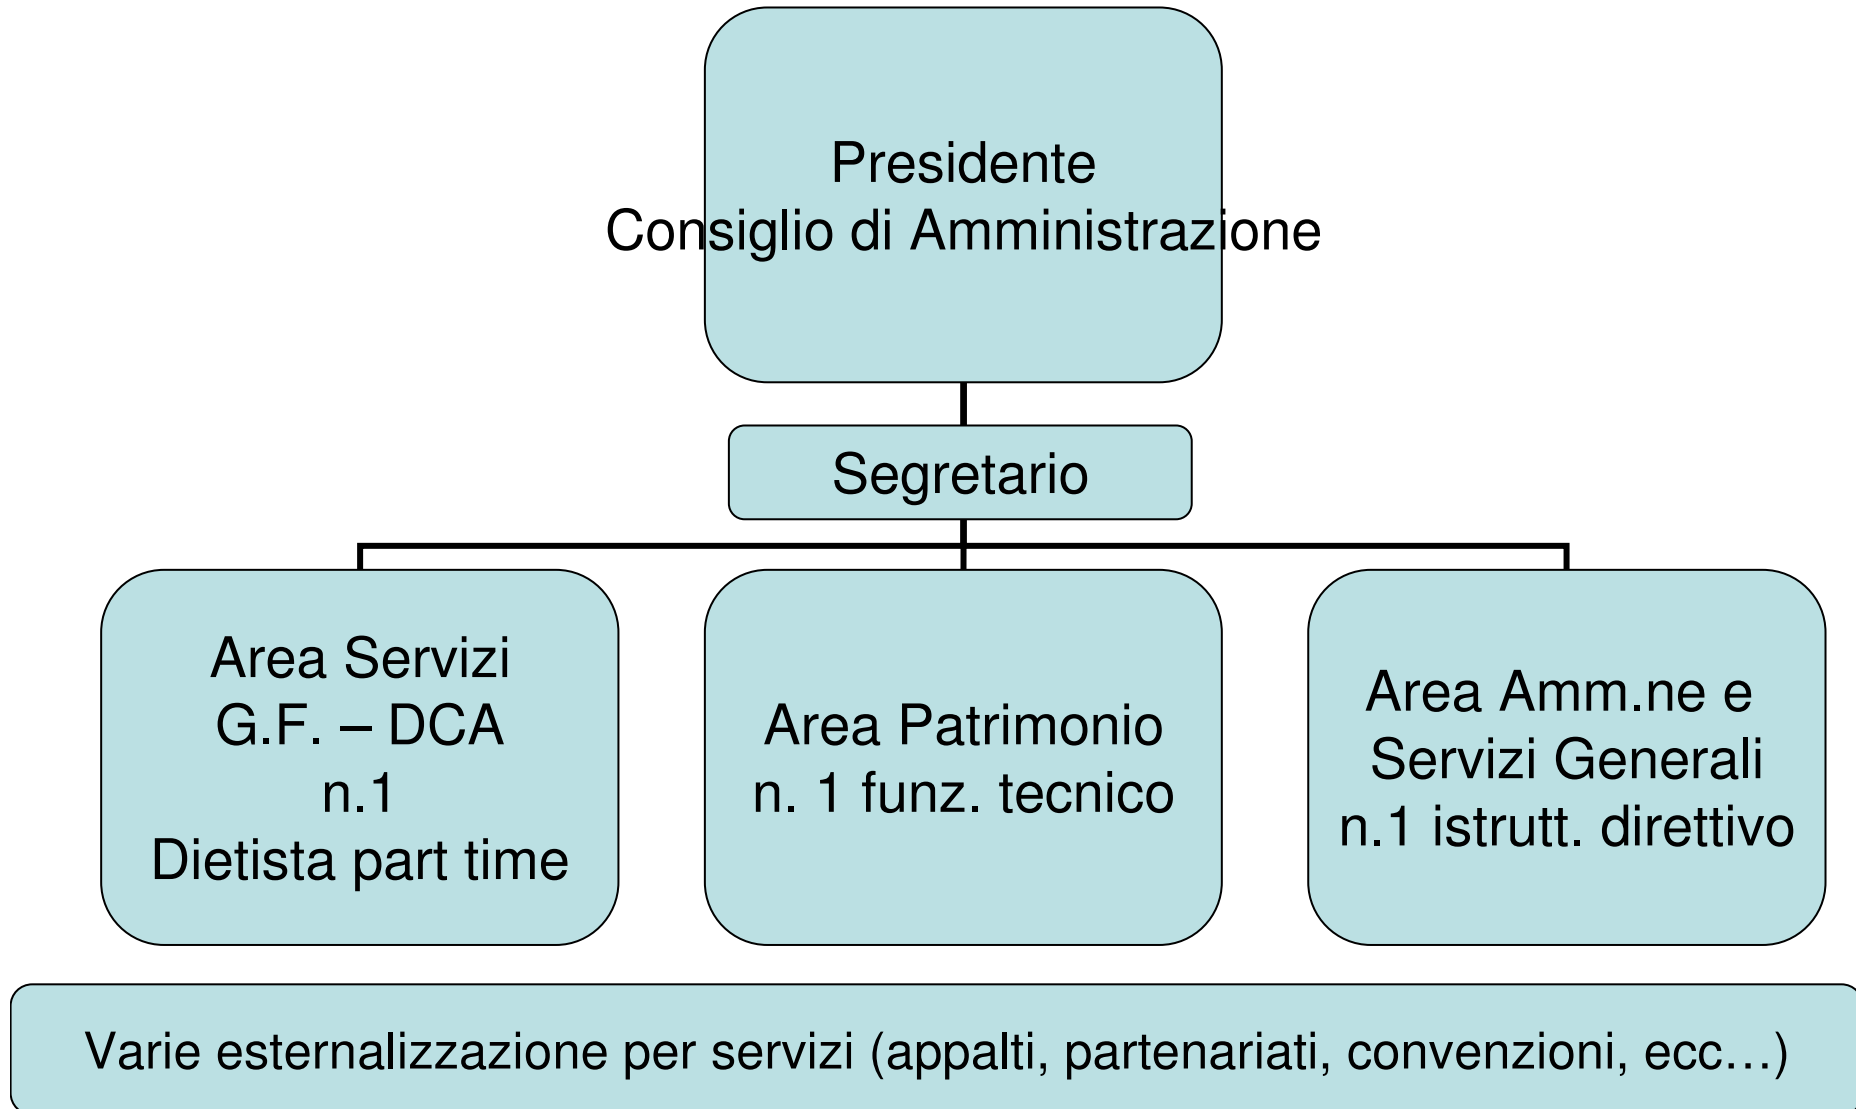 Presidente
Consiglio di Amministrazione
Segretario
Area Servizi
G.F. – DCA
n.1
Dietista part time
Area Patrimonio
n. 1 funz. tecnico
Area Amm.ne e
Servizi Generali
n.1 istrutt. direttivo
Varie esternalizzazione per servizi (appalti, partenariati, convenzioni, ecc…)